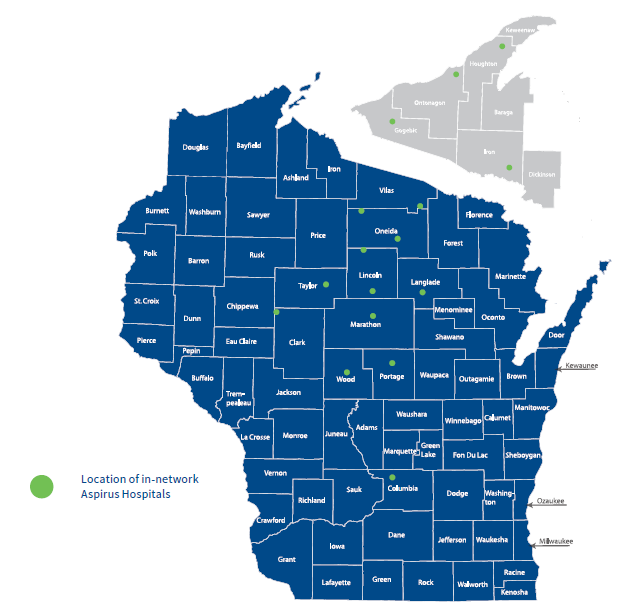 Keweenaw
Houghton
Ontonagon
Baraga
Gogebic
Iron
Dickinson
Douglas
Bayfield
Ashland
Iron
Vilas
Burnett
Washburn
Sawyer
Price
Oneida
Florence
Forest
Polk
Barron
Rusk
Lincoln
Langlade
Marinette
Taylor
St. Croix
Dunn
Chippewa
Menominee
Oconto
Marathon
Door
Pierce
Eau Claire
Clark
Shawano
Pepin
Kewaunee
Buffalo
Wood
Portage
Waupaca
Outagamie
Brown
Trem-
pealeau
Jackson
Manitowoc
Waushara
Winnebago
Calumet
La Crosse
Monroe
Juneau
Adams
Marquette
Green
Lake
Fon Du Lac
Sheboygan
Vernon
Location of in-network
Aspirus Hospitals
Richland
Sauk
Columbia
Dodge
Washing-
ton
Ozaukee
Crawford
Dane
Jefferson
Waukesha
Milwaukee
Grant
Iowa
Lafayette
Green
Rock
Walworth
Racine
Kenosha